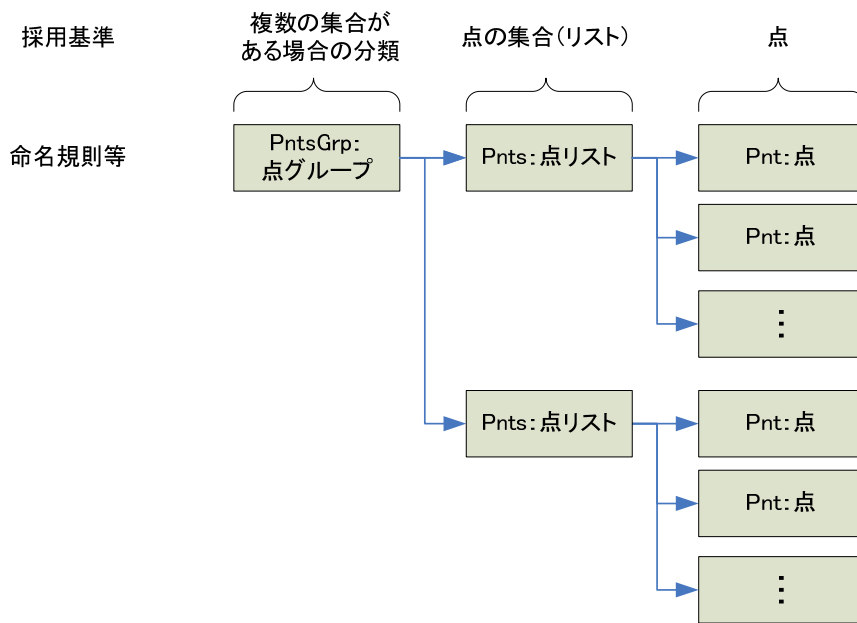 採用基準
複数の集合が
ある場合の分類
点の集合(リスト)
点
命名規則等
PntsGrp:
点グループ
Pnts:点リスト
Pnt:点
Pnt:点
⋮
Pnts:点リスト
Pnt:点
Pnt:点
⋮